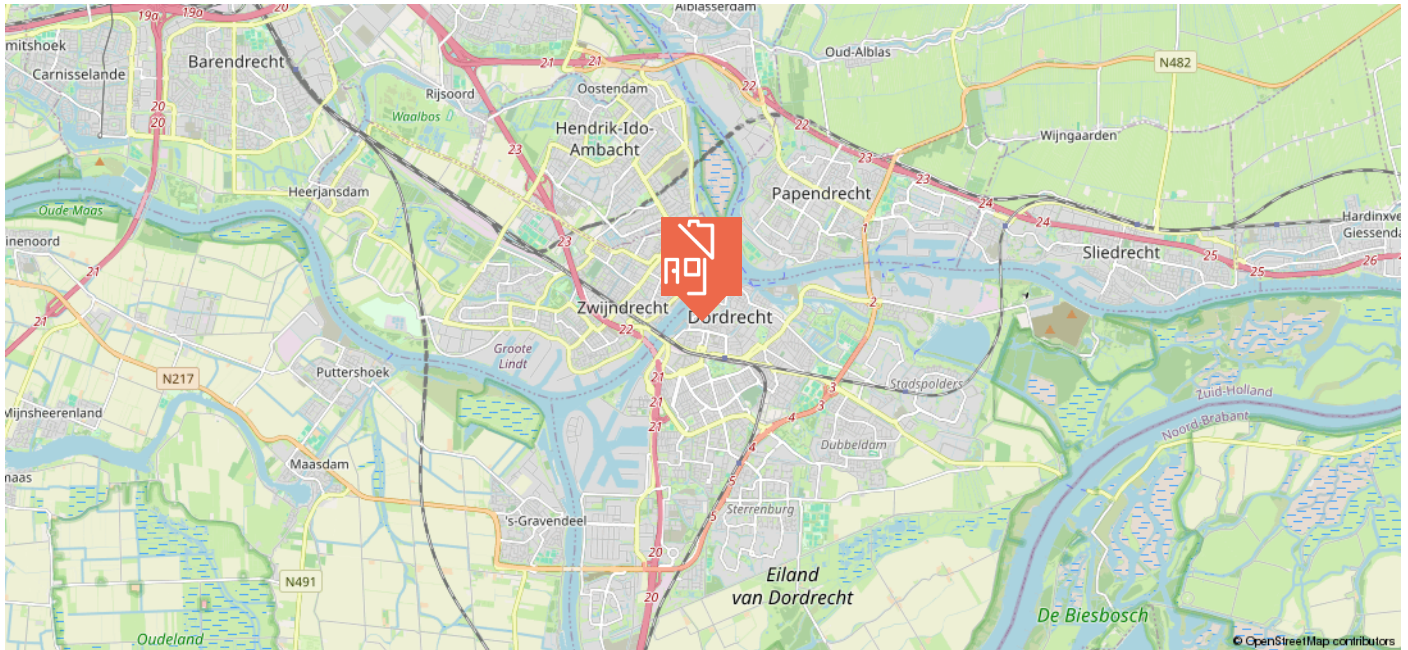 19a
19a
20
20
Alblasserdam
Oud-Alblas
mitshoek
Carnisselande
Barendrecht
21
21
N482
Rijsoord
Oostendam
22
20
20
Waalbos
22
Hendrik-Ido-
Ambacht
Wijngaarden
23
23
Heerjansdam
Papendrecht
23
24
24
Oude Maas
inenoord
23
1
Hardinxve
Giessenda
Sliedrecht
25
25
26
21
AG
21
2
Zwijndrecht
Dordrecht
22
Groote
Lindt
N217
Puttershoek
21
21
21
3
3
Stadspolders
Zuid-Holland
Noord-Brabant
Mijnsheerenland
4
4
Dubbeldam
Maasdam
maas
5
5
's-Gravendeel
Sterrenburg
20
20
N491
Eiland
van Dordrecht
De Biesbosch
Oudeland
© OpenStreetMap contributors